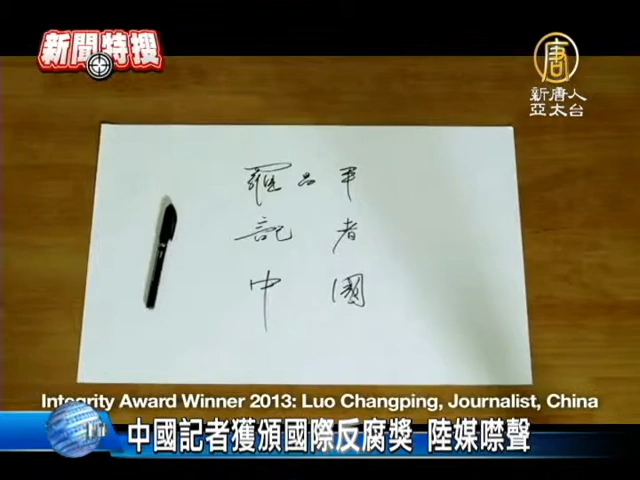 新聞特搜
唐
新唐人
亞太台
羅昌平
記者
中國
Integrity Award Winner 2013: Luo Changping, Journalist, China
中國記者獲頒國際反腐獎 陸媒噤聲